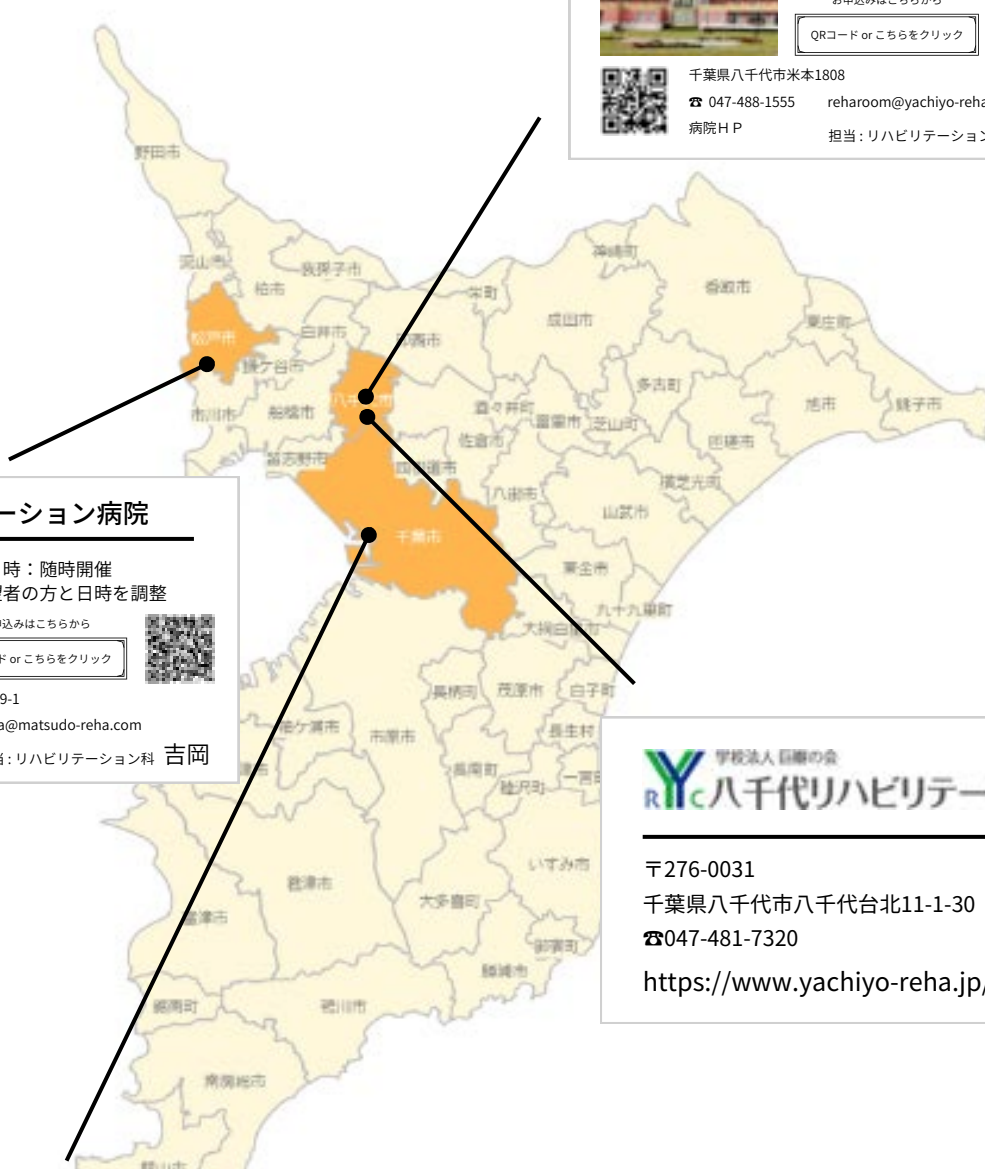 お申込みはこちらから
QRコード or こちらをクリック
千葉県八千代市米本1808
☎ 047-488-1555
reharoom@yachiyo-reha
病院ＨＰ
担当 : リハビリテーション
野田市
流山市
我孫子市
柏市
神崎町
香取市
栄町
成田市
東庄町
松戸市
白井市
印西市
鎌ケ谷市
多古町
八千代市
市川市
船橋市
酒々井町
富里市
芝山町
旭市
銚子市
佐倉市
匝瑳市
習志野市
四街道市
八街市
横芝光町
山武市
千葉市
東金市
九十九里町
大網白里市
ーション病院
時：随時開催
者の方と日時を調整
込みはこちらから
ド or こちらをクリック
9-1
a@matsudo-reha.com
当 : リハビリテーション科 吉岡
長柄町
茂原市
白子町
袖ケ浦市
市原市
長生村
長南町
睦沢町
一宮
津市
学校法人 巨樹の会
RYC八千代リハビリテー
〒276-0031
千葉県八千代市八千代台北11-1-30
☎047-481-7320
https://www.yachiyo-reha.jp/
いすみ市
君津市
大多喜町
富津市
御宿町
勝浦市
鋸南町
鴨川市
南房総市
館山市